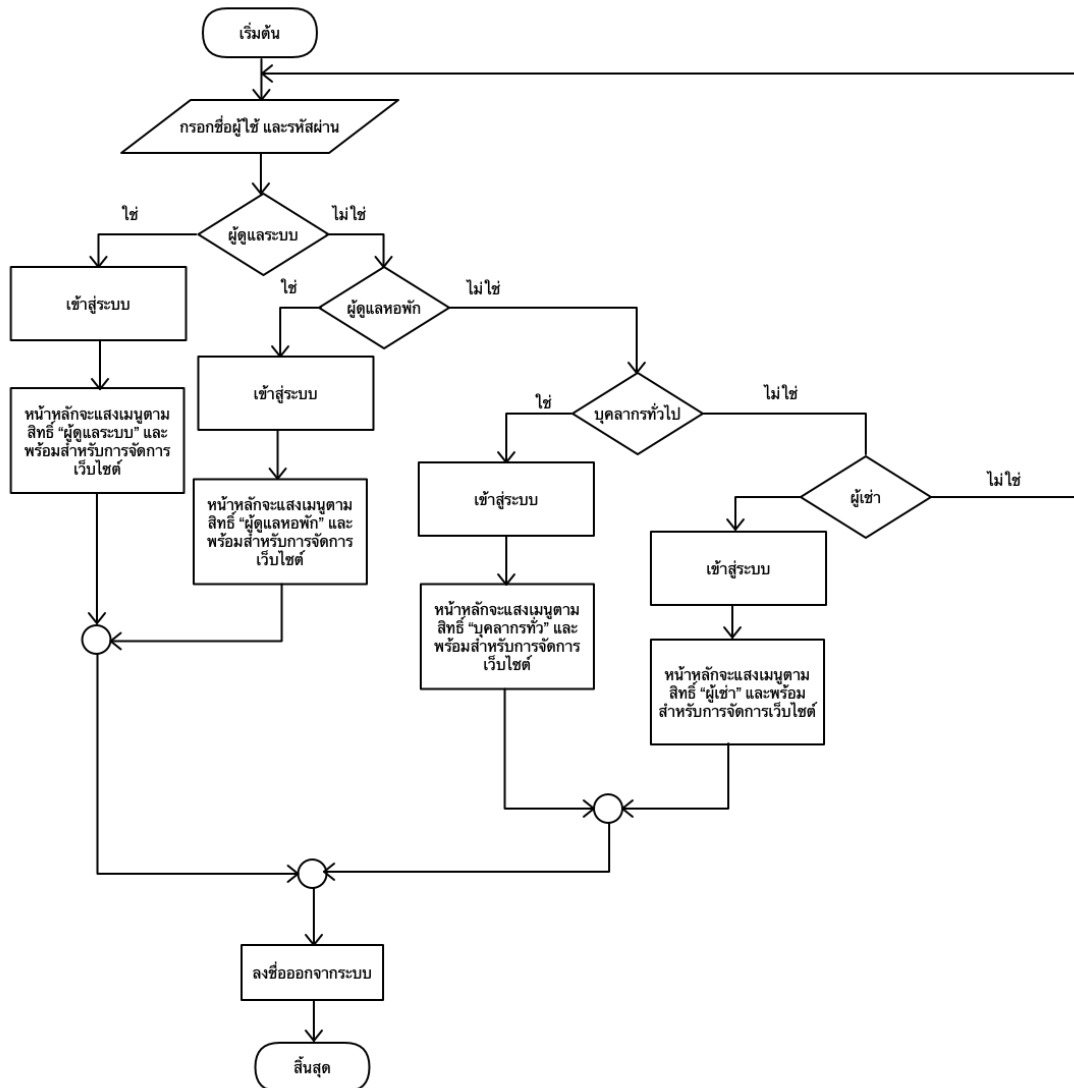 เริ่มต้น
กรอกชื่อผู้ใช้ และรหัสผ่าน
ใช่
ไม่ใช่
ผู้ดูแลระบบ
เข้าสู่ระบบ
ใช่
ไม่ใช่
ผู้ดูแลหอพัก
หน้าหลักจะแสงเมนูตาม
สิทธิ์ “ผู้ดูแลระบบ” และ
พร้อมสำหรับการจัดการ
เว็บไซต์
เข้าสู่ระบบ
ใช่
ไม่ใช่
บุคลากรทั่วไป
หน้าหลักจะแสงเมนูตาม
สิทธิ์ “ผู้ดูแลหอพัก” และ
พร้อมสำหรับการจัดการ
เว็บไซต์
เข้าสู่ระบบ
ไม่ใช่
ผู้เช่า
หน้าหลักจะแสงเมนูตาม
สิทธิ์ “บุคลากรทั่ว” และ
พร้อมสำหรับการจัดการ
เว็บไซต์
เข้าสู่ระบบ
หน้าหลักจะแสงเมนูตาม
สิทธิ์ “ผู้เช่า” และพร้อม
สำหรับการจัดการเว็บไซต์
ลงชื่อออกจากระบบ
สิ้นสุด